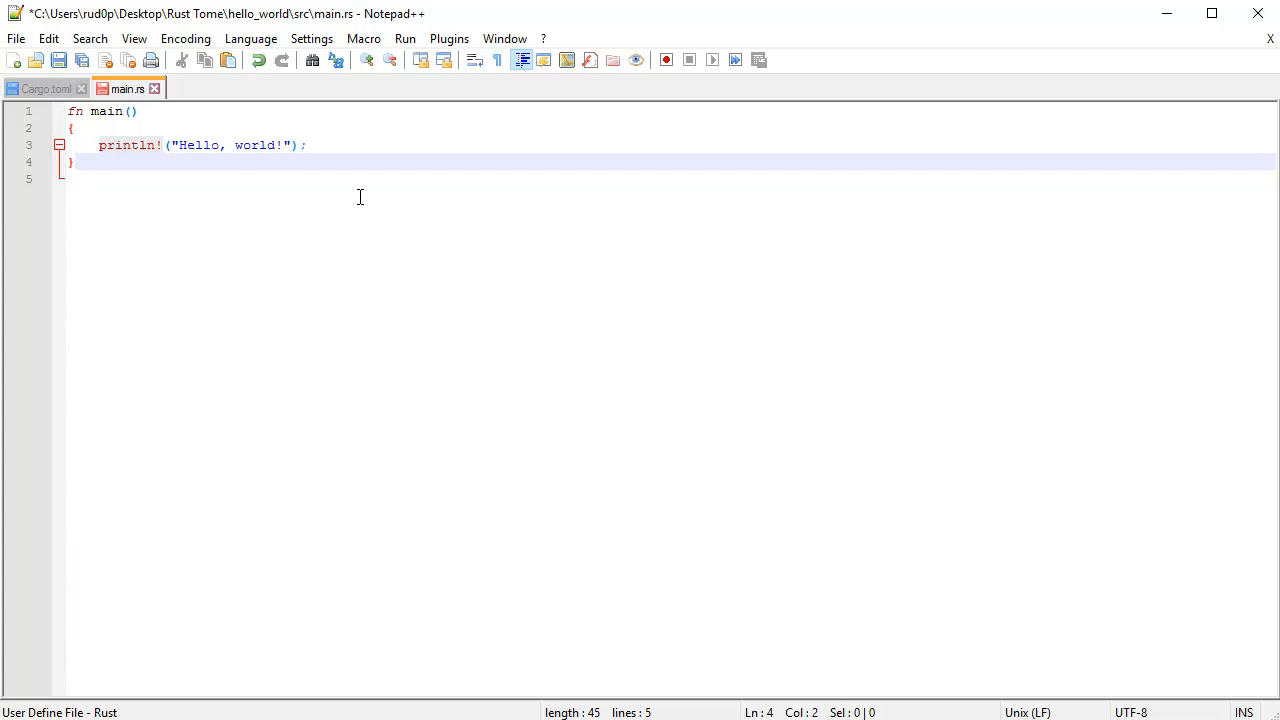 *C:\Users\rud0p\Desktop\Rust Tome\hello_world\src\main.rs - Notepad++
File Edit Search View Encoding Language Settings Macro Run Plugins Window ? X
Cargo.toml main.rs
1 fn main()
2 {
3 println!("Hello, world!");
4 }
5
User Define File - Rust length : 45 lines : 5 Ln : 4 Col : 2 Sel : 0 | 0 Unix (LF) UTF-8 INS